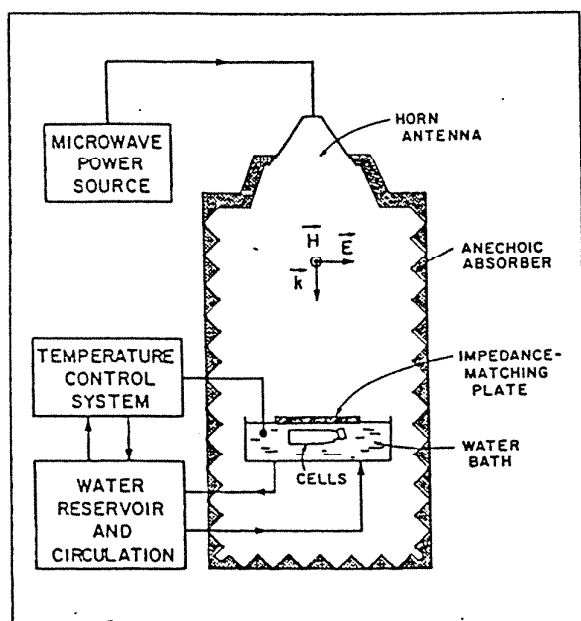 MICROWAVE
POWER
SOURCE
HORN
ANTENNA
H
E
k
ANECHOIC
ABSORBER
TEMPERATURE
CONTROL
SYSTEM
IMPEDANCE-
MATCHING
PLATE
WATER
BATH
CELLS
WATER
RESERVOIR
AND
CIRCULATION